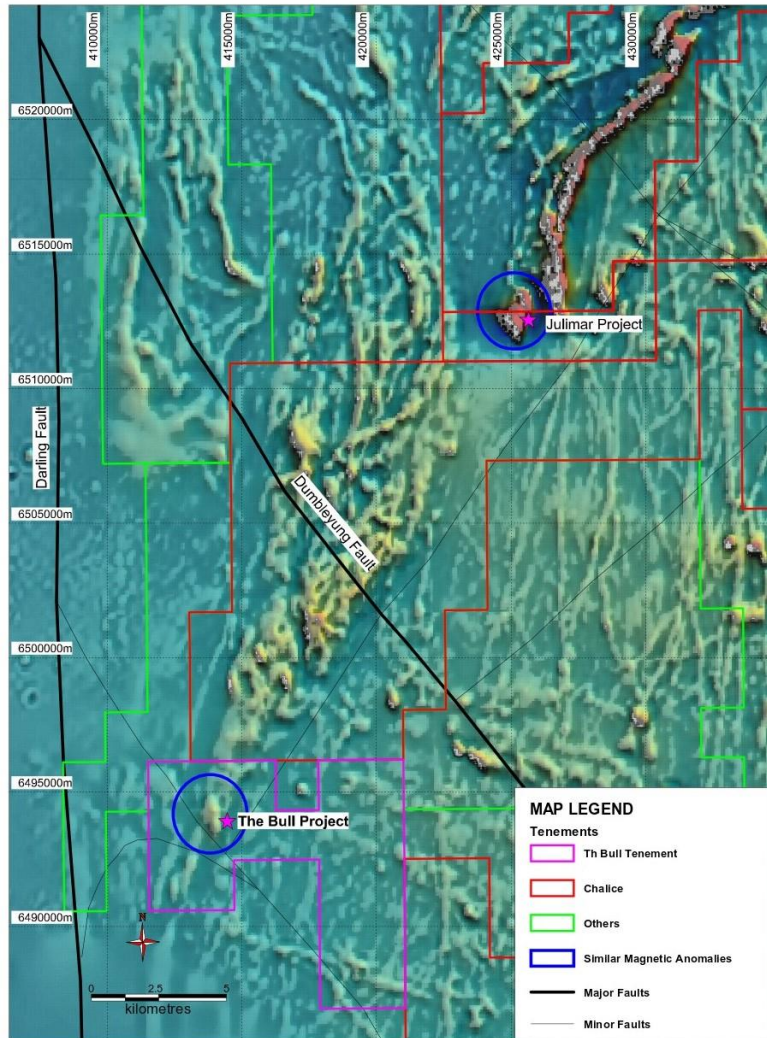 410000m
415000m
420000m
425000m
430000m
6520000m
6515000m
Julimar Project
6510000m
Darling Fault
Dumbleyung Fault
6505000m
6500000m
6495000m
The Bull Project
6490000m
N
0 2.5 5
kilometres
MAP LEGEND
Tenements
Th Bull Tenement
Chalice
Others
Similar Magnetic Anomalies
Major Faults
Minor Faults